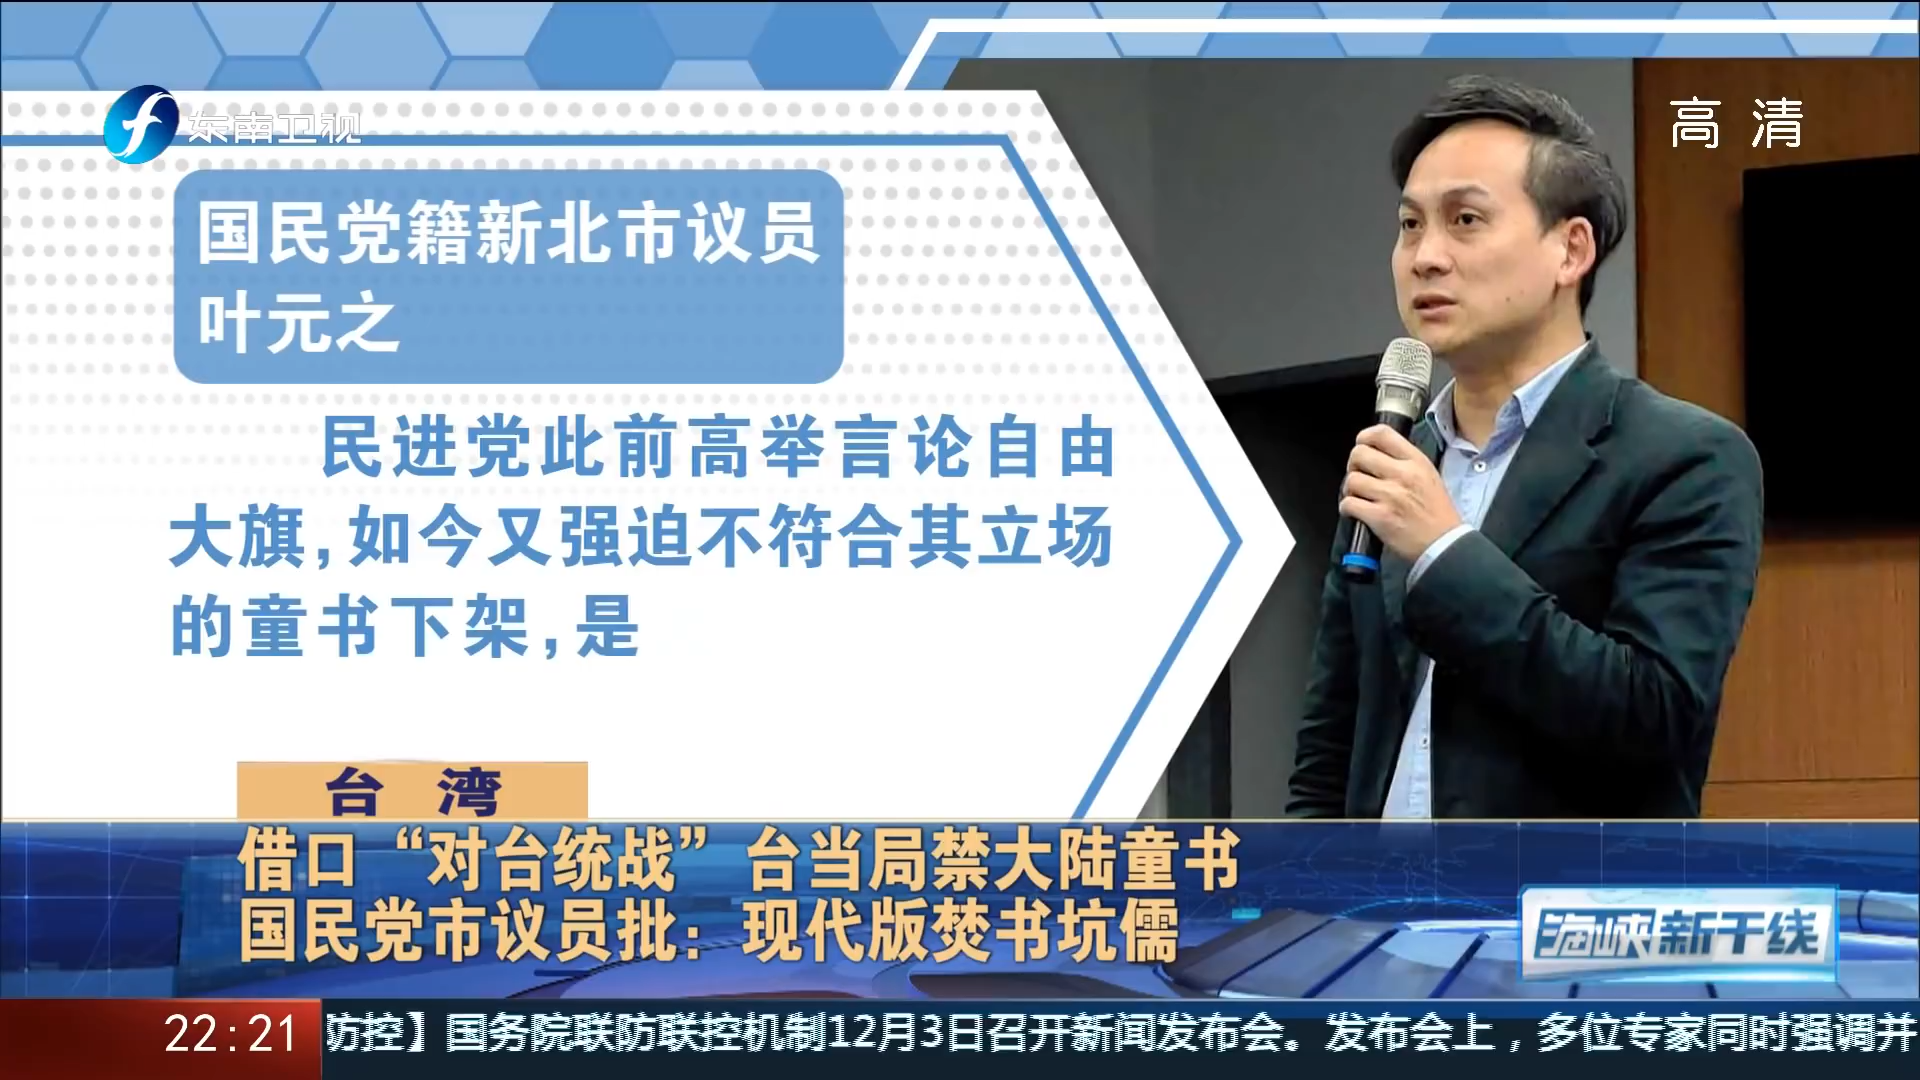 东南卫视
高清
国民党籍新北市议员
叶元之
民进党此前高举言论自由
大旗,如今又强迫不符合其立场
的童书下架,是
台湾
借口“对台统战”台当局禁大陆童书
国民党市议员批：现代版焚书坑儒
海峡新干线
22:21
防控】国务院联防联控机制12月3日召开新闻发布会。发布会上，多位专家同时强调并